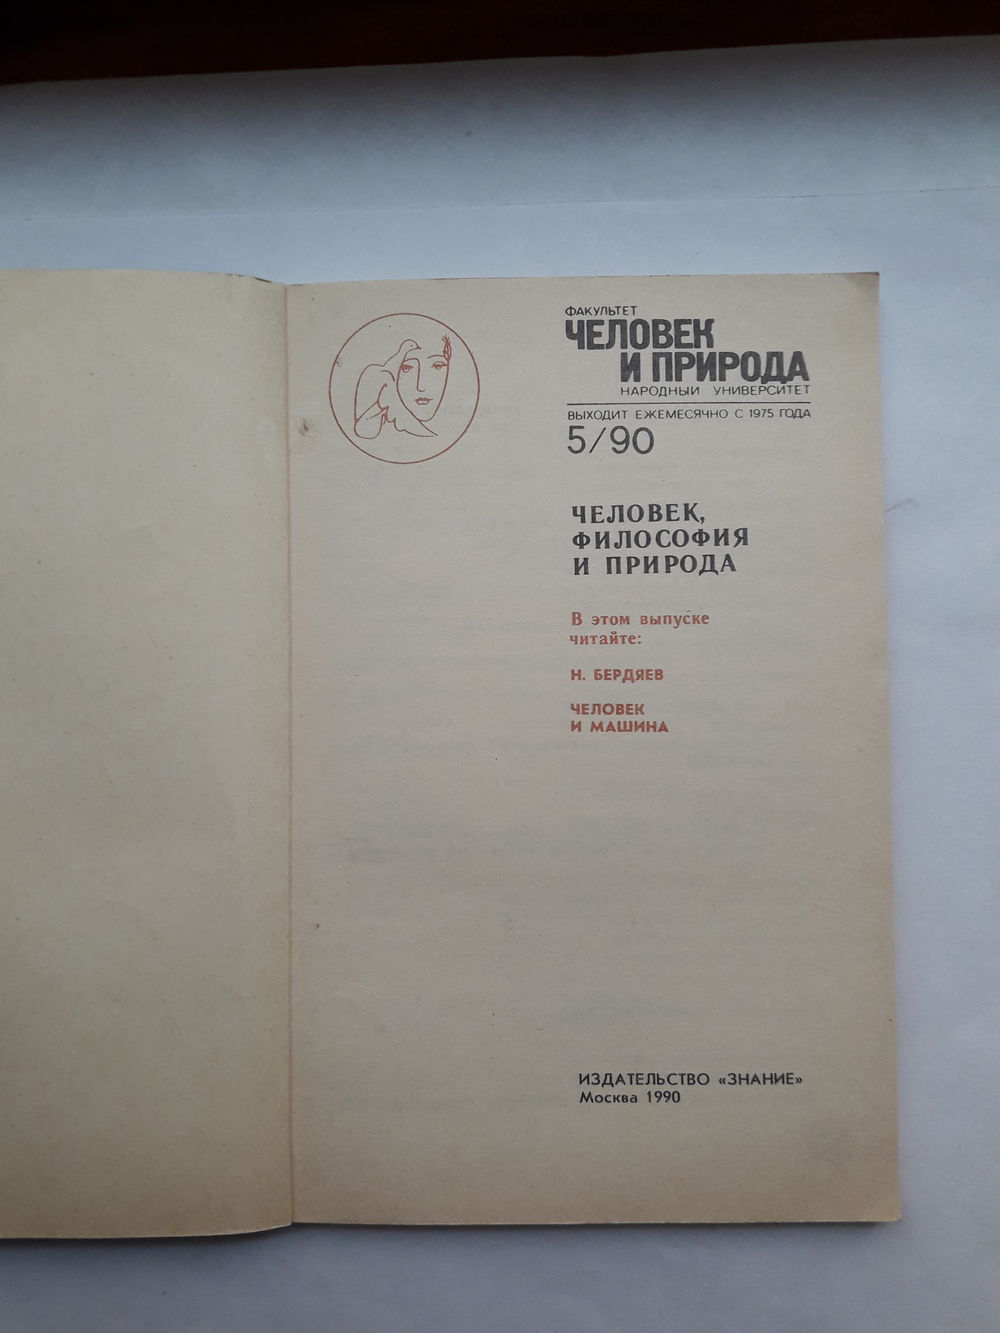 ФАКУЛЬТЕТ
ЧЕЛОВЕК
И ПРИРОДА
НАРОДНЫЙ УНИВЕРСИТЕТ
ВЫХОДИТ ЕЖЕМЕСЯЧНО С 1975 ГОДА
5/90
ЧЕЛОВЕК,
ФИЛОСОФИЯ
И ПРИРОДА
В этом выпуске
читайте:
Н. БЕРДЯЕВ
ЧЕЛОВЕК
И МАШИНА
ИЗДАТЕЛЬСТВО «ЗНАНИЕ»
Москва 1990